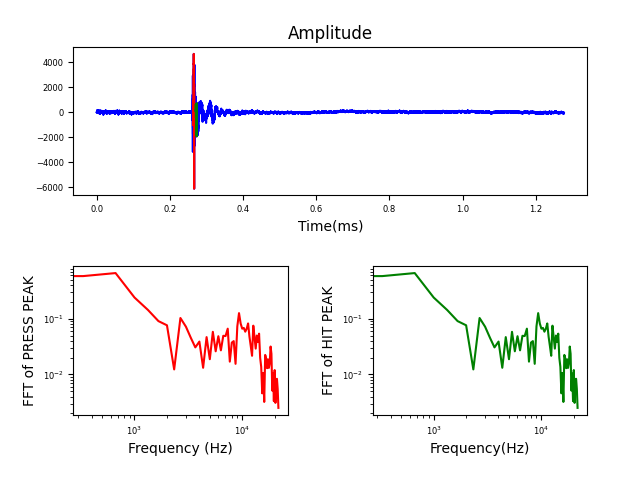 Amplitude
4000
2000
0
−2000
−4000
−6000
0.0 0.2 0.4 0.6 0.8 1.0 1.2
Time(ms)
FFT of PRESS PEAK
10⁻¹
10⁻²
10³ 10⁴
Frequency (Hz)
FFT of HIT PEAK
10⁻¹
10⁻²
10³ 10⁴
Frequency(Hz)